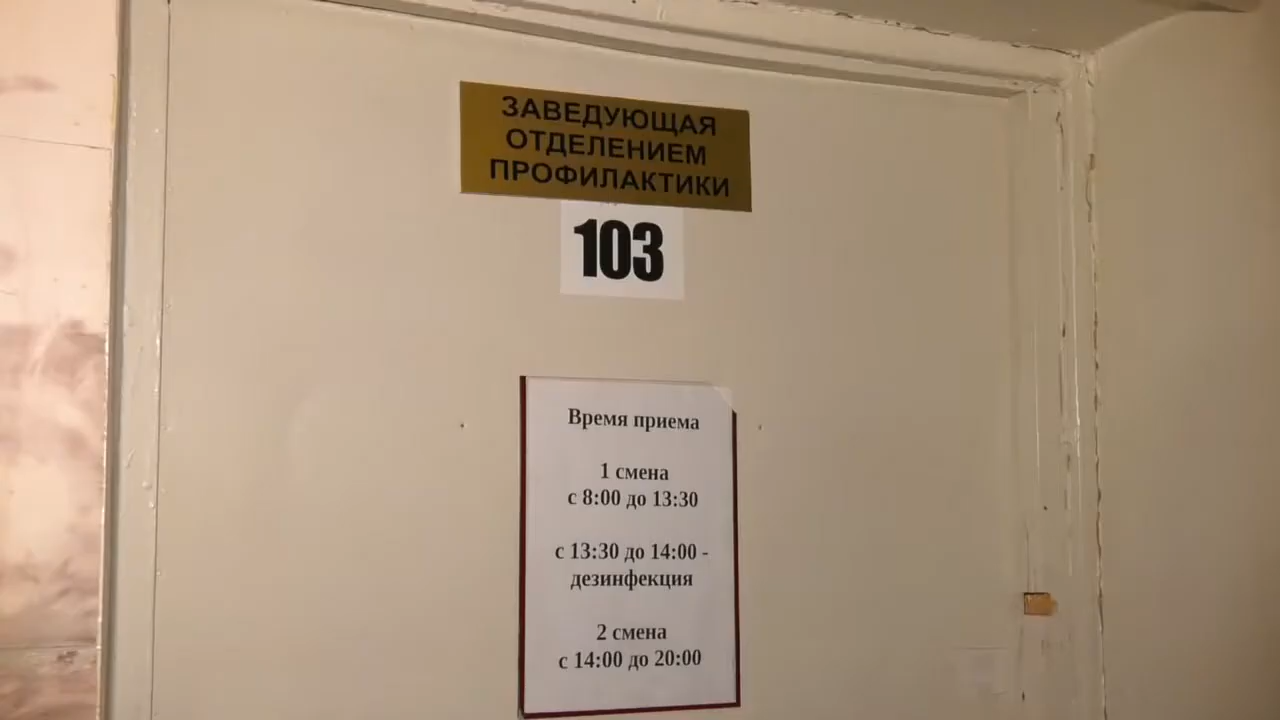 ЗАВЕДУЮЩАЯ
ОТДЕЛЕНИЕМ
ПРОФИЛАКТИКИ
103
Время приема
1 смена
с 8:00 до 13:30
с 13:30 до 14:00 -
дезинфекция
2 смена
с 14:00 до 20:00